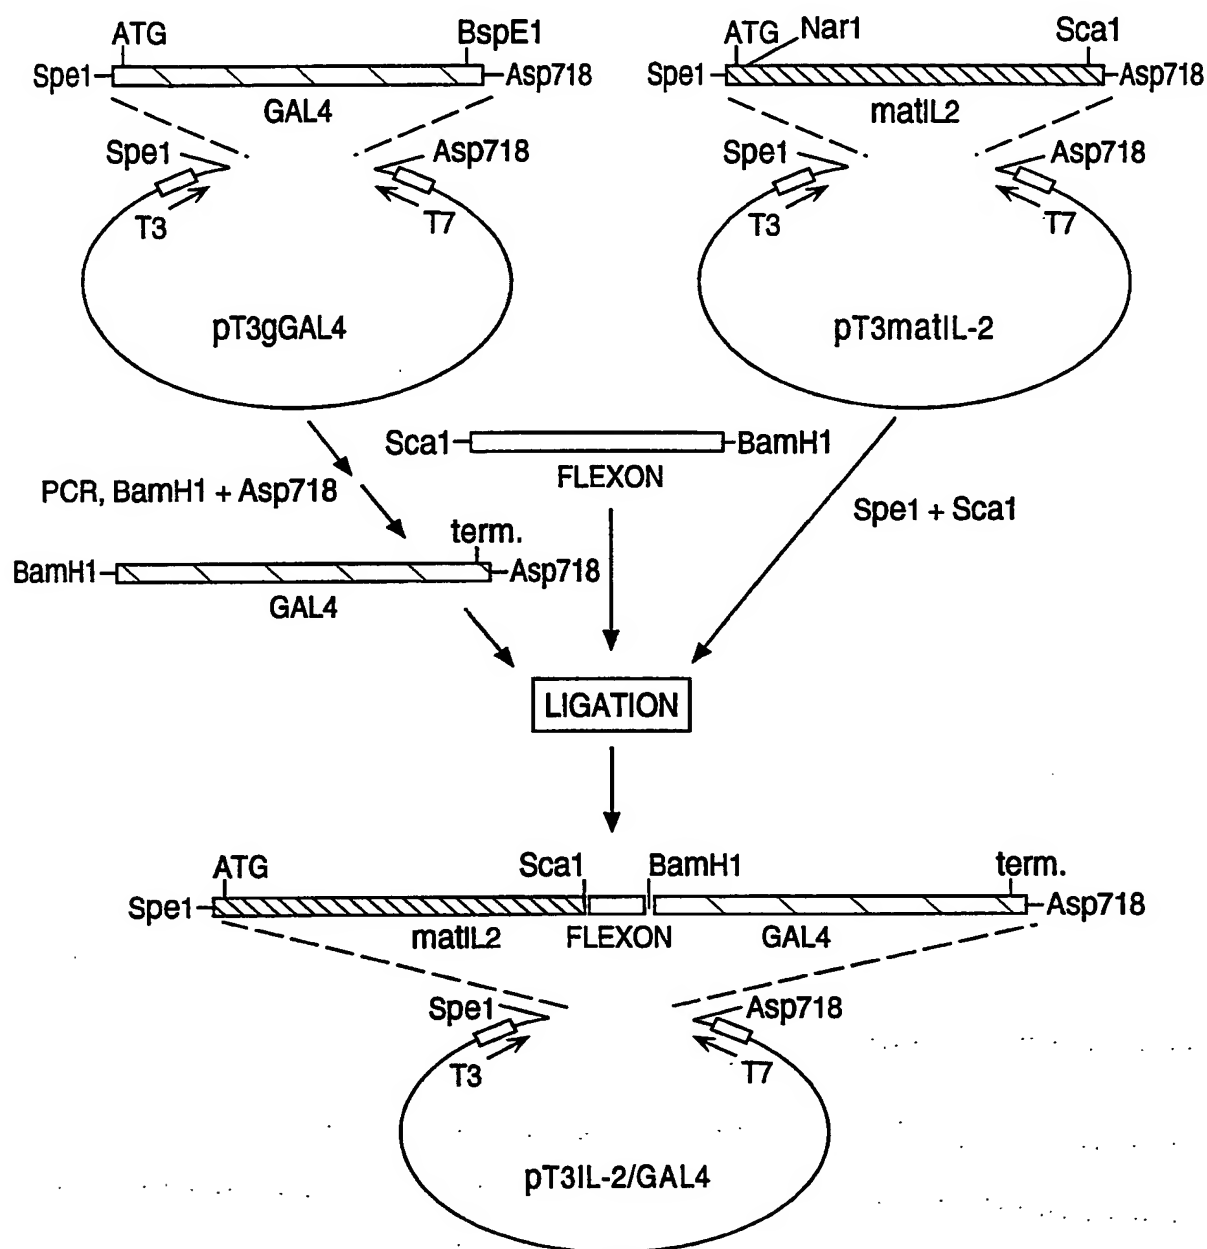 ATG
BspE1
Spe1
Asp718
GAL4
Spe1
Asp718
T3
T7
pT3gGAL4
ATG
Nar1
Sca1
Spe1
Asp718
matIL2
Spe1
Asp718
T3
T7
pT3matIL-2
Sca1
BamH1
FLEXON
PCR, BamH1 + Asp718
Spe1 + Sca1
term.
BamH1
Asp718
GAL4
LIGATION
ATG
Sca1
BamH1
term.
Spe1
Asp718
matIL2
FLEXON
GAL4
Spe1
Asp718
T3
T7
pT3IL-2/GAL4